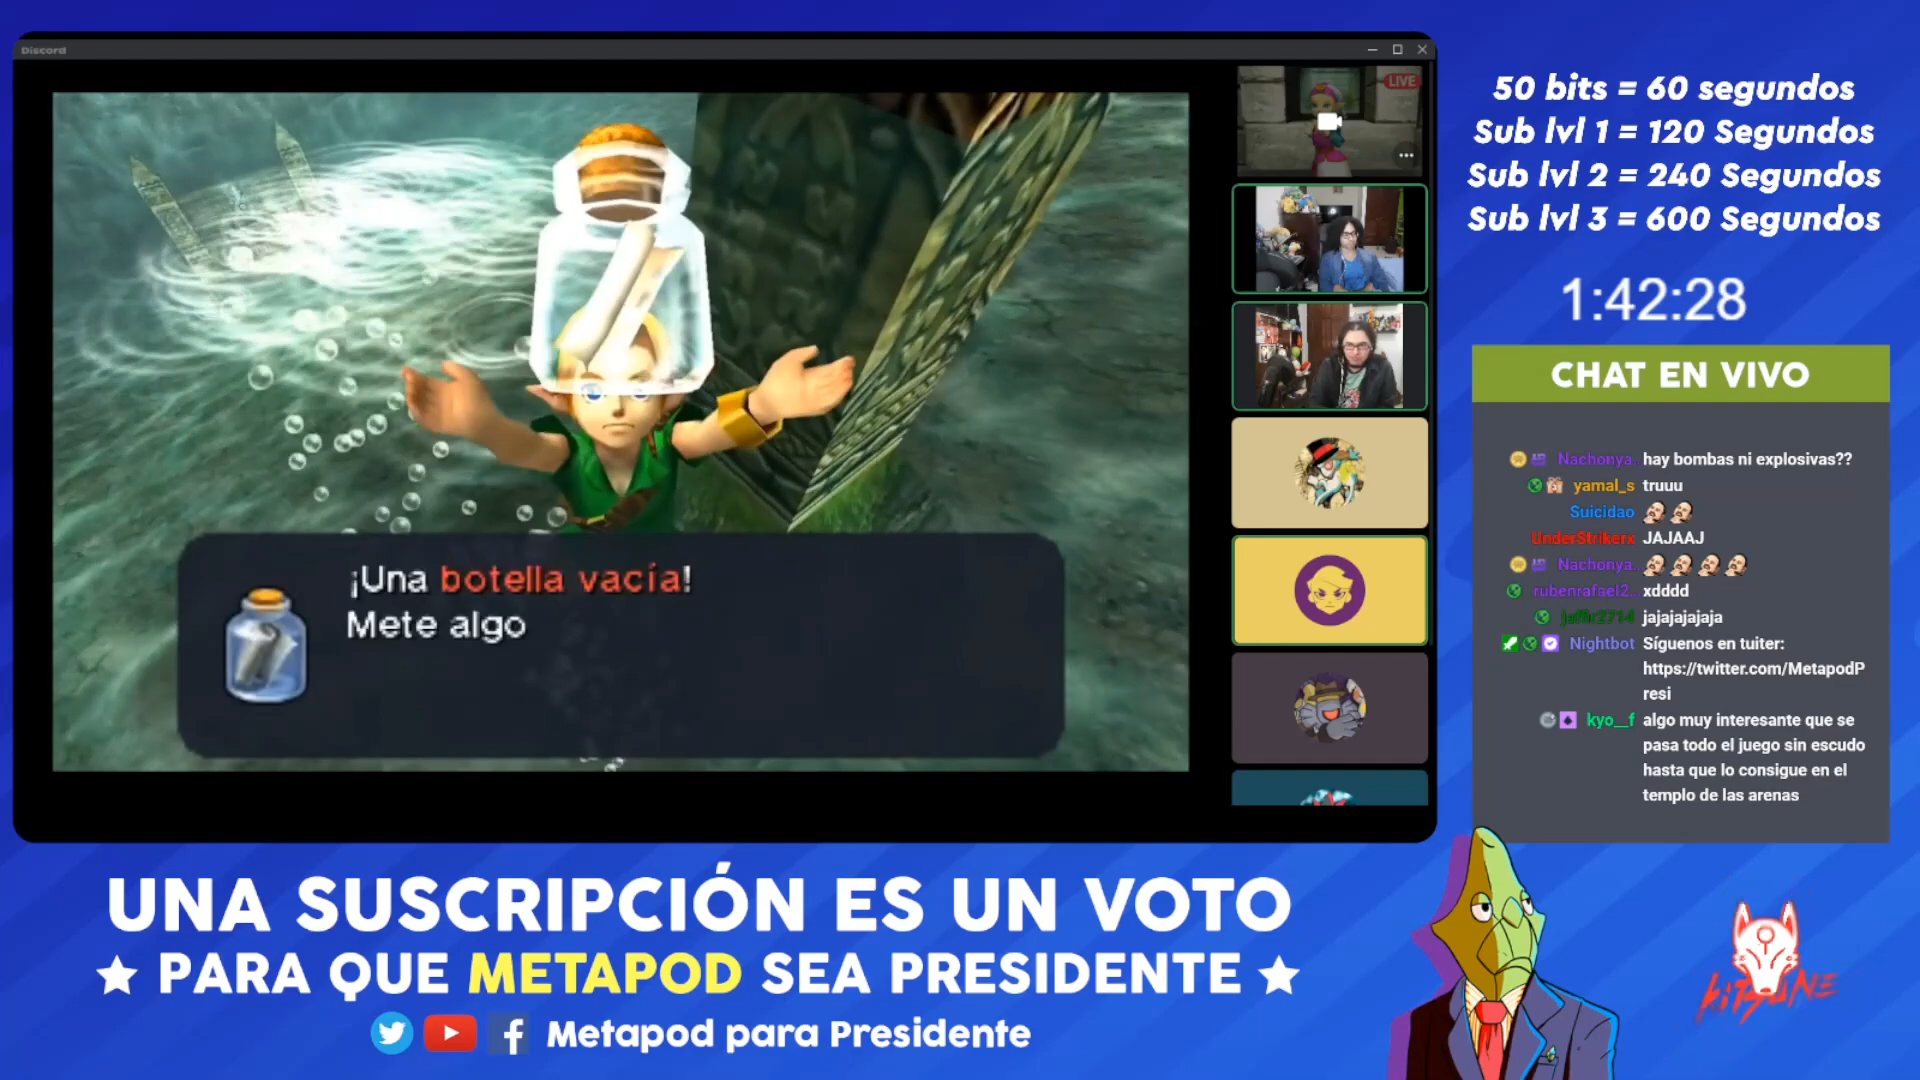 Discord
LIVE
50 bits = 60 segundos
Sub lvl 1 = 120 Segundos
Sub lvl 2 = 240 Segundos
Sub lvl 3 = 600 Segundos
1:42:28
CHAT EN VIVO
Nachonya.. hay bombas ni explosivas??
yamal_s truuu
Suicidao
UnderStrikerx JAJAAJ
Nachonya..
rubenrafael2.. xdddd
jaffic2714 jajajajajaja
Nightbot Síguenos en tuiter:
https://twitter.com/MetapodP
resi
kyo__f algo muy interesante que se
pasa todo el juego sin escudo
hasta que lo consigue en el
templo de las arenas
¡Una botella vacía!
Mete algo
UNA SUSCRIPCIÓN ES UN VOTO
PARA QUE METAPOD SEA PRESIDENTE
Metapod para Presidente
KITSUNE